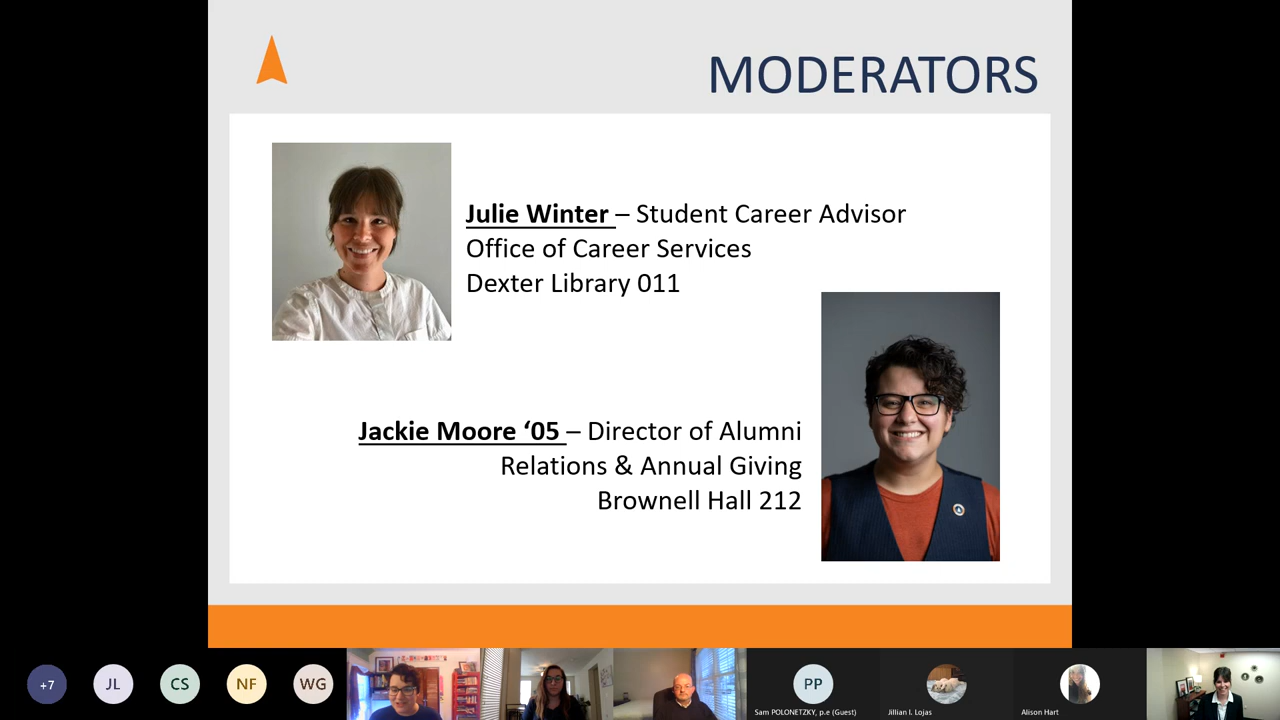 MODERATORS
Julie Winter – Student Career Advisor
Office of Career Services
Dexter Library 011
Jackie Moore ‘05 – Director of Alumni
Relations & Annual Giving
Brownell Hall 212
+7
JL
CS
NF
WG
PP
Sam POLONETZKY, p.e (Guest)
Jillian I. Lojas
Alison Hart